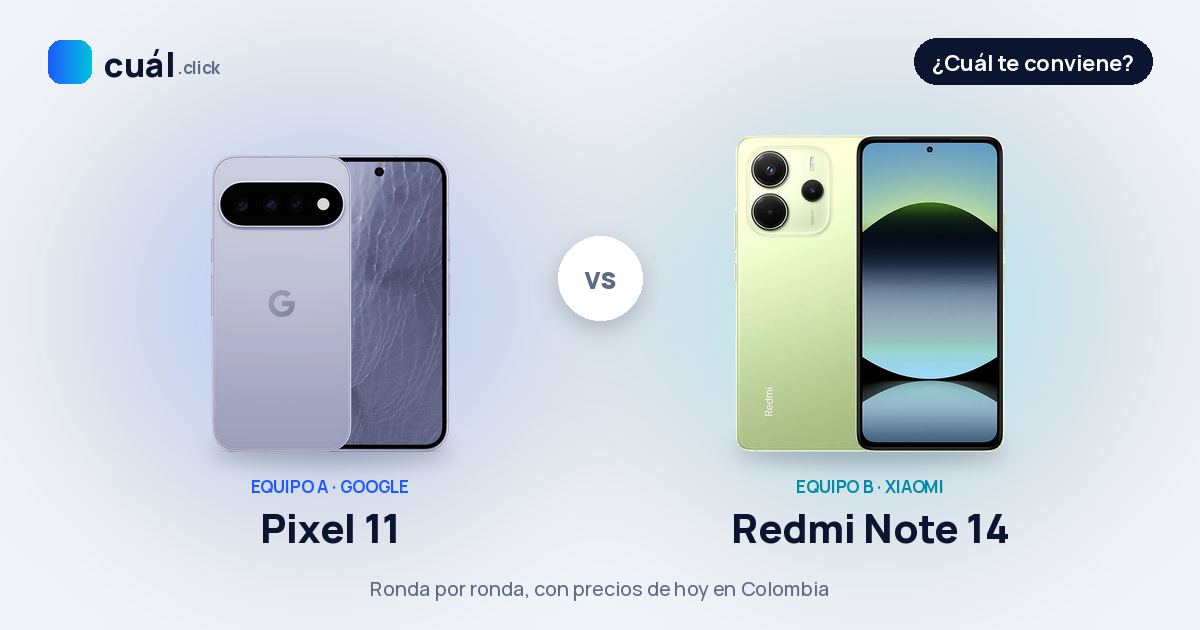 cuál.click
¿Cuál te conviene?
G
Redmi
VS
EQUIPO A · GOOGLE
EQUIPO B · XIAOMI
Pixel 11
Redmi Note 14
Ronda por ronda, con precios de hoy en Colombia